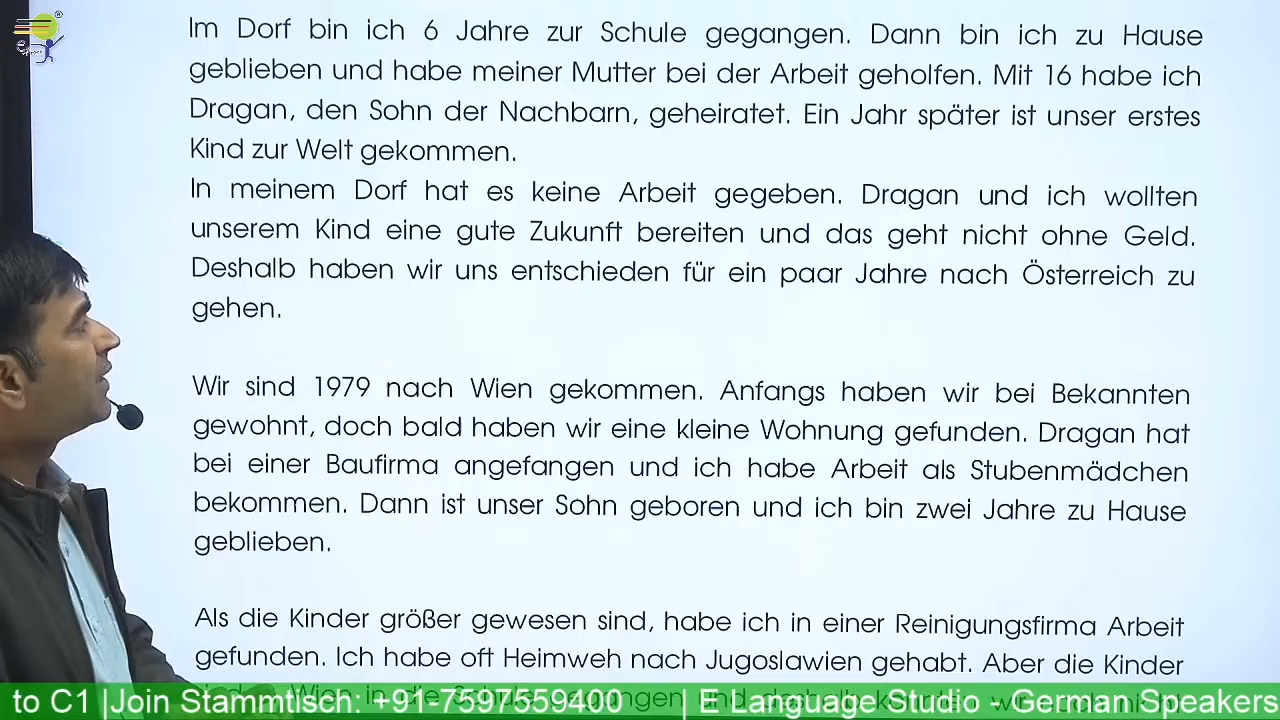 Im Dorf bin ich 6 Jahre zur Schule gegangen. Dann bin ich zu Hause
geblieben und habe meiner Mutter bei der Arbeit geholfen. Mit 16 habe ich
Dragan, den Sohn der Nachbarn, geheiratet. Ein Jahr später ist unser erstes
Kind zur Welt gekommen.
In meinem Dorf hat es keine Arbeit gegeben. Dragan und ich wollten
unserem Kind eine gute Zukunft bereiten und das geht nicht ohne Geld.
Deshalb haben wir uns entschieden für ein paar Jahre nach Österreich zu
gehen.
Wir sind 1979 nach Wien gekommen. Anfangs haben wir bei Bekannten
gewohnt, doch bald haben wir eine kleine Wohnung gefunden. Dragan hat
bei einer Baufirma angefangen und ich habe Arbeit als Stubenmädchen
bekommen. Dann ist unser Sohn geboren und ich bin zwei Jahre zu Hause
geblieben.
Als die Kinder größer gewesen sind, habe ich in einer Reinigungsfirma Arbeit
gefunden. Ich habe oft Heimweh nach Jugoslawien gehabt. Aber die Kinder
Wien in die Schule gegangen und deshalb
to C1 |Join Stammtisch: +91-7597559400 | E Language Studio - German Speakers